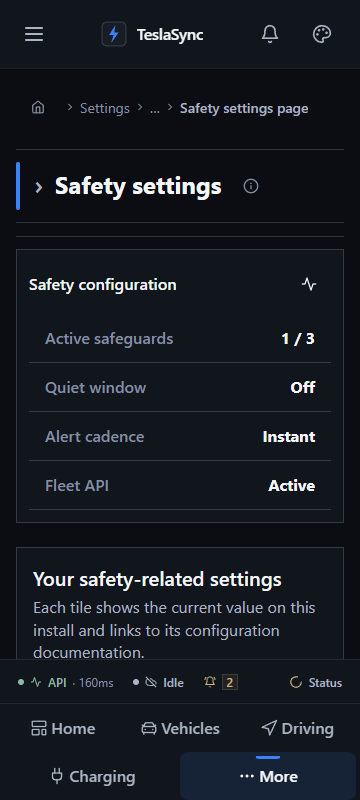 TeslaSync
Settings › ... › Safety settings page
› Safety settings
Safety configuration
Active safeguards 1 / 3
Quiet window Off
Alert cadence Instant
Fleet API Active
Your safety-related settings
Each tile shows the current value on this
install and links to its configuration
documentation.
API · 160ms Idle 2 Status
Home Vehicles Driving
Charging ··· More